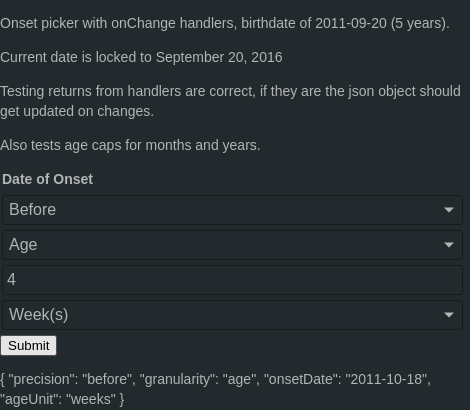 Onset picker with onChange handlers, birthdate of 2011-09-20 (5 years).
Current date is locked to September 20, 2016
Testing returns from handlers are correct, if they are the json object should
get updated on changes.
Also tests age caps for months and years.
Date of Onset
Before
Age
4
Week(s)
Submit
{ "precision": "before", "granularity": "age", "onsetDate": "2011-10-18",
"ageUnit": "weeks" }